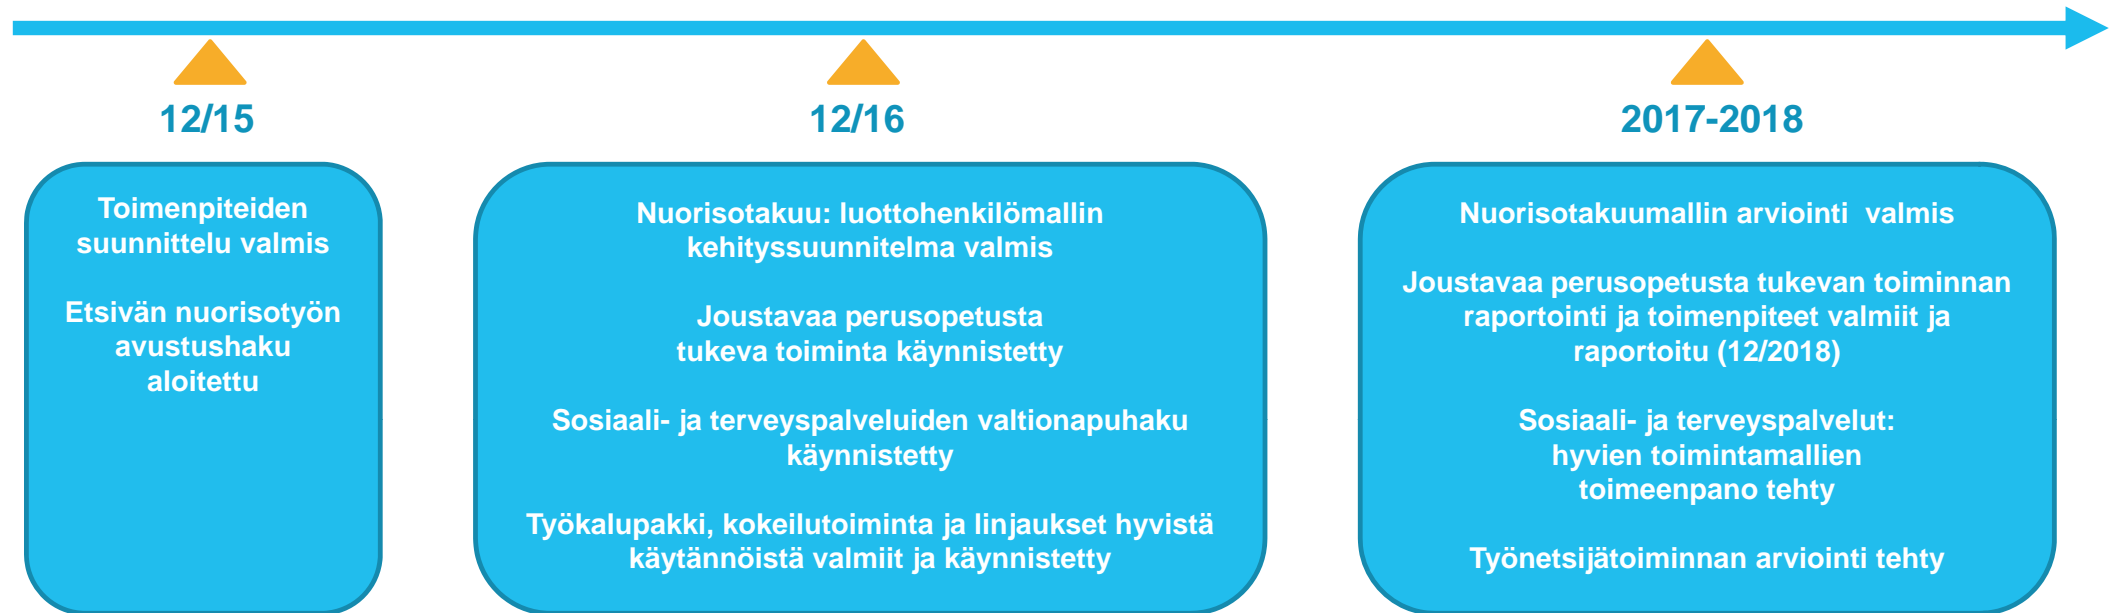 12/15
Toimenpiteiden
suunnittelu valmis
Etsivän nuorisotyön
avustushaku
aloitettu
12/16
Nuorisotakuu: luottohenkilömallin
kehityssuunnitelma valmis
Joustavaa perusopetusta
tukeva toiminta käynnistetty
Sosiaali- ja terveyspalveluiden valtionapuhaku
käynnistetty
Työkalupakki, kokeilutoiminta ja linjaukset hyvistä
käytännöistä valmiit ja käynnistetty
2017-2018
Nuorisotakuumallin arviointi  valmis
Joustavaa perusopetusta tukevan toiminnan
raportointi ja toimenpiteet valmiit ja
raportoitu (12/2018)
Sosiaali- ja terveyspalvelut:
hyvien toimintamallien
toimeenpano tehty
Työnetsijätoiminnan arviointi tehty